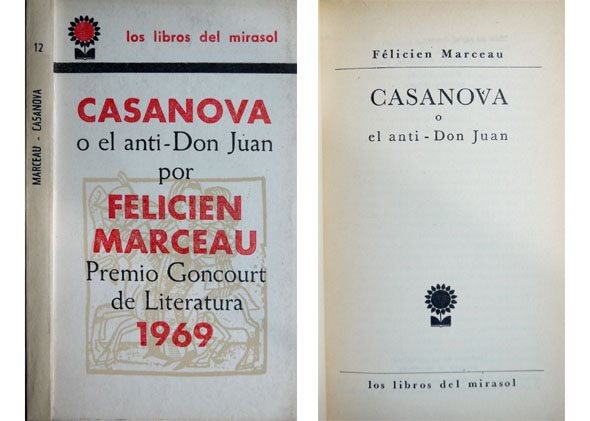 12
MARCEAU - CASANOVA
los libros del mirasol
CASANOVA
o el anti-Don Juan
por
FELICIEN
MARCEAU
Premio Goncourt
de Literatura
1969
Félicien Marceau
CASANOVA
o
el anti - Don Juan
los libros del mirasol